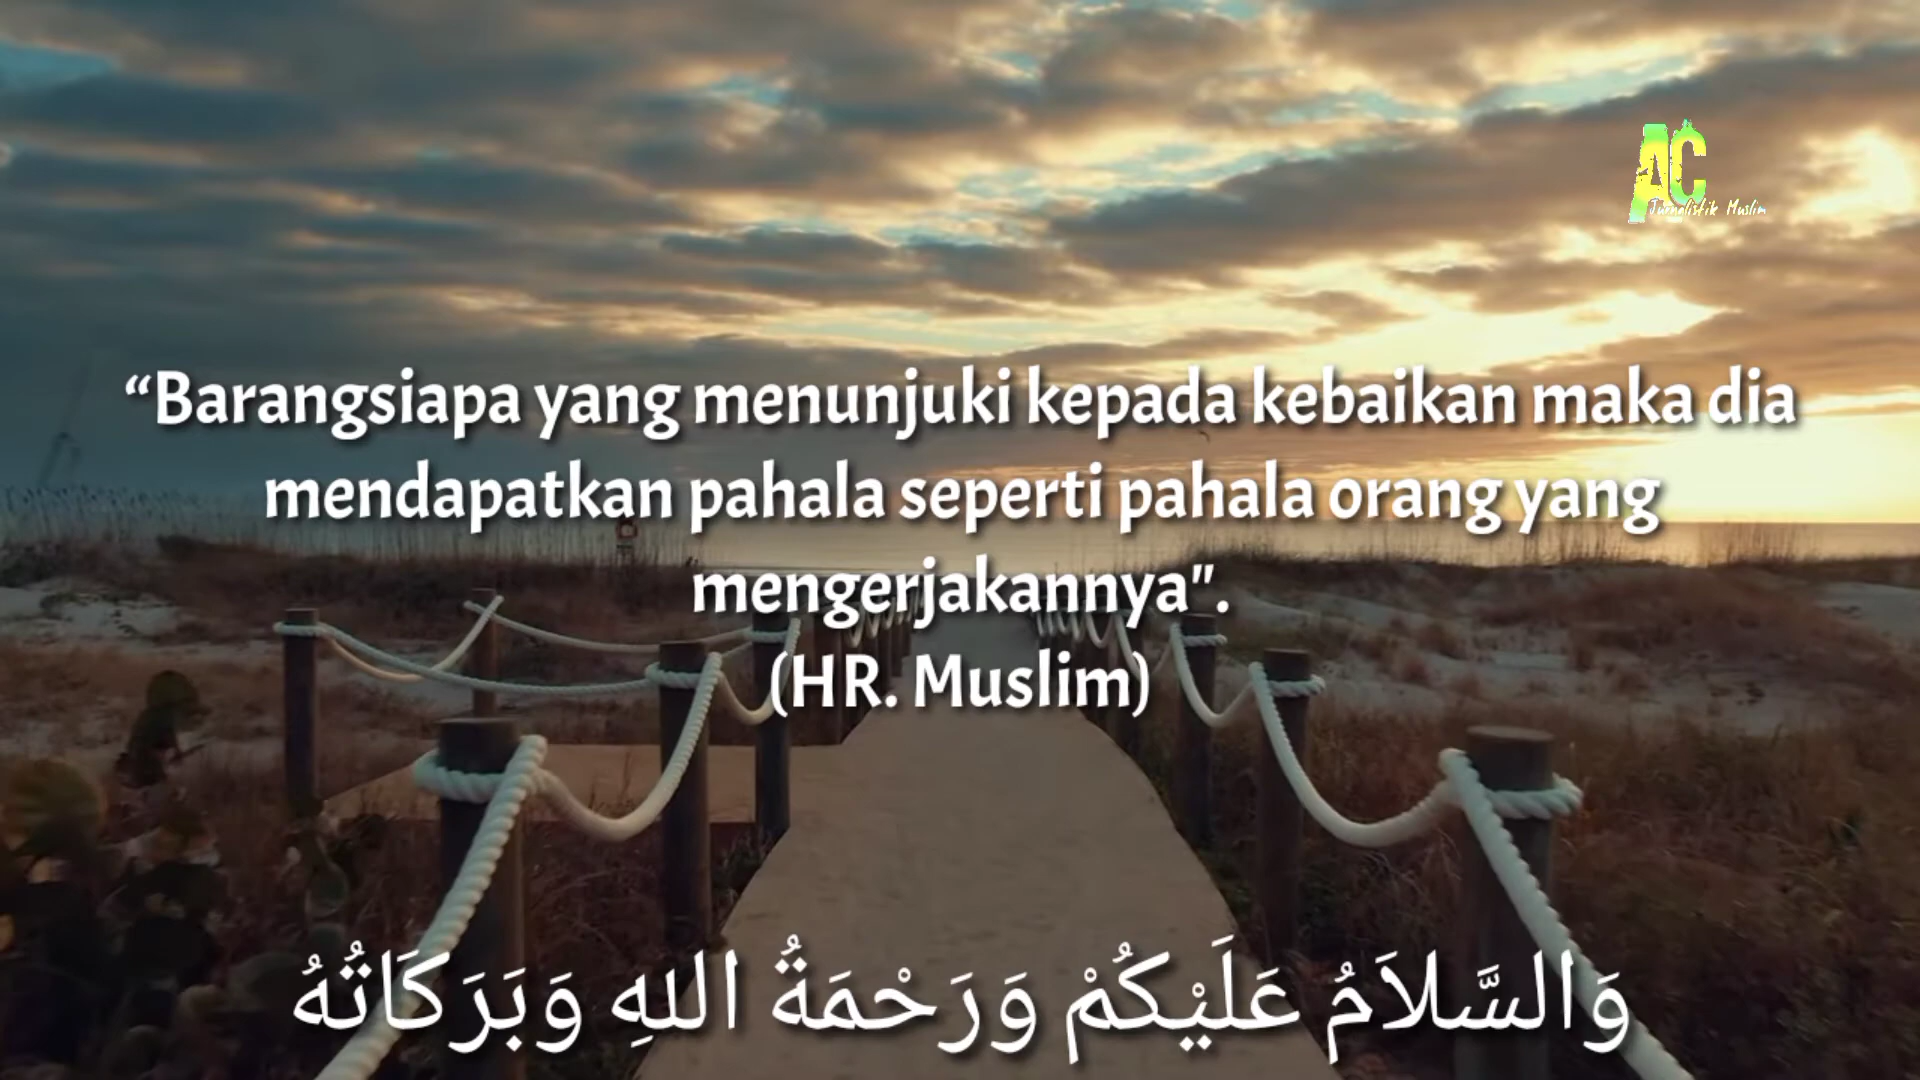 AC
Jurnalistik Muslim
“Barangsiapa yang menunjuki kepada kebaikan maka dia
mendapatkan pahala seperti pahala orang yang
mengerjakannya".
(HR. Muslim)
وَالسَّلاَمُ عَلَيْكُمْ وَرَحْمَةُ اللهِ وَبَرَكَاتُهُ